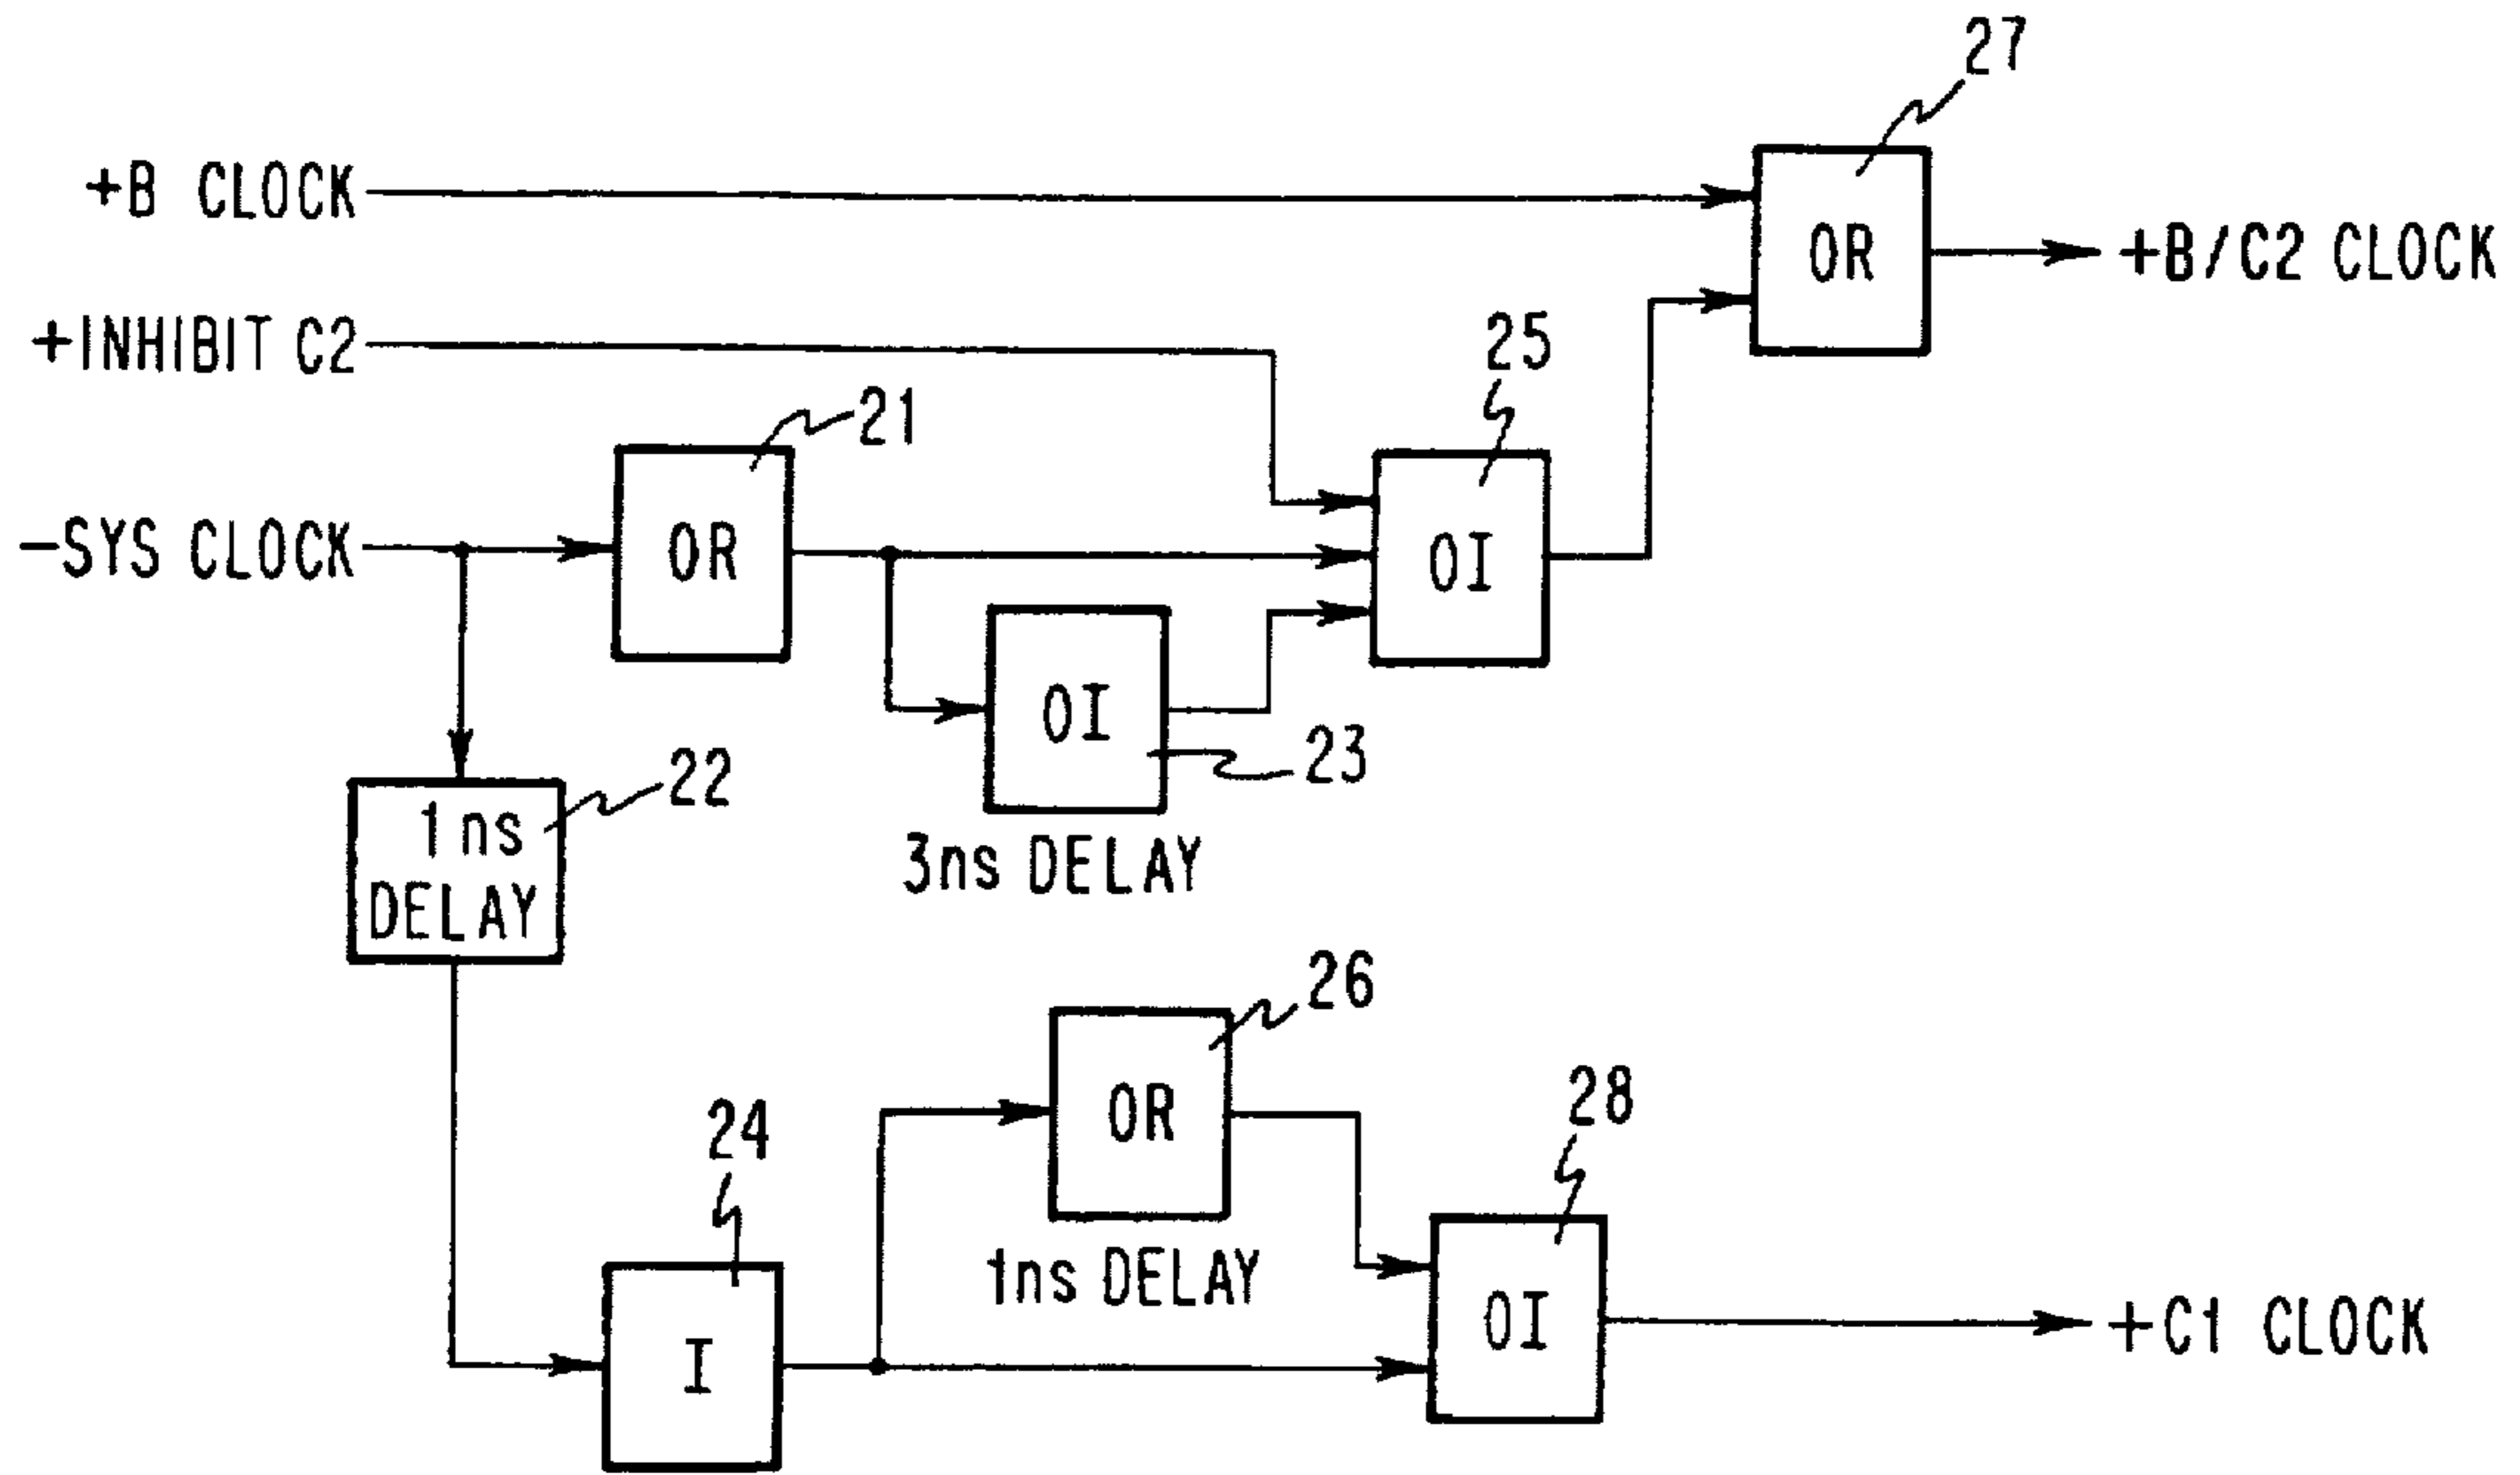 27
+B CLOCK
OR
+B/C2 CLOCK
+INHIBIT C2
25
21
-SYS CLOCK
OR
OI
OI
23
22
1ns
DELAY
3ns DELAY
26
OR
24
28
1ns DELAY
OI
+C1 CLOCK
I